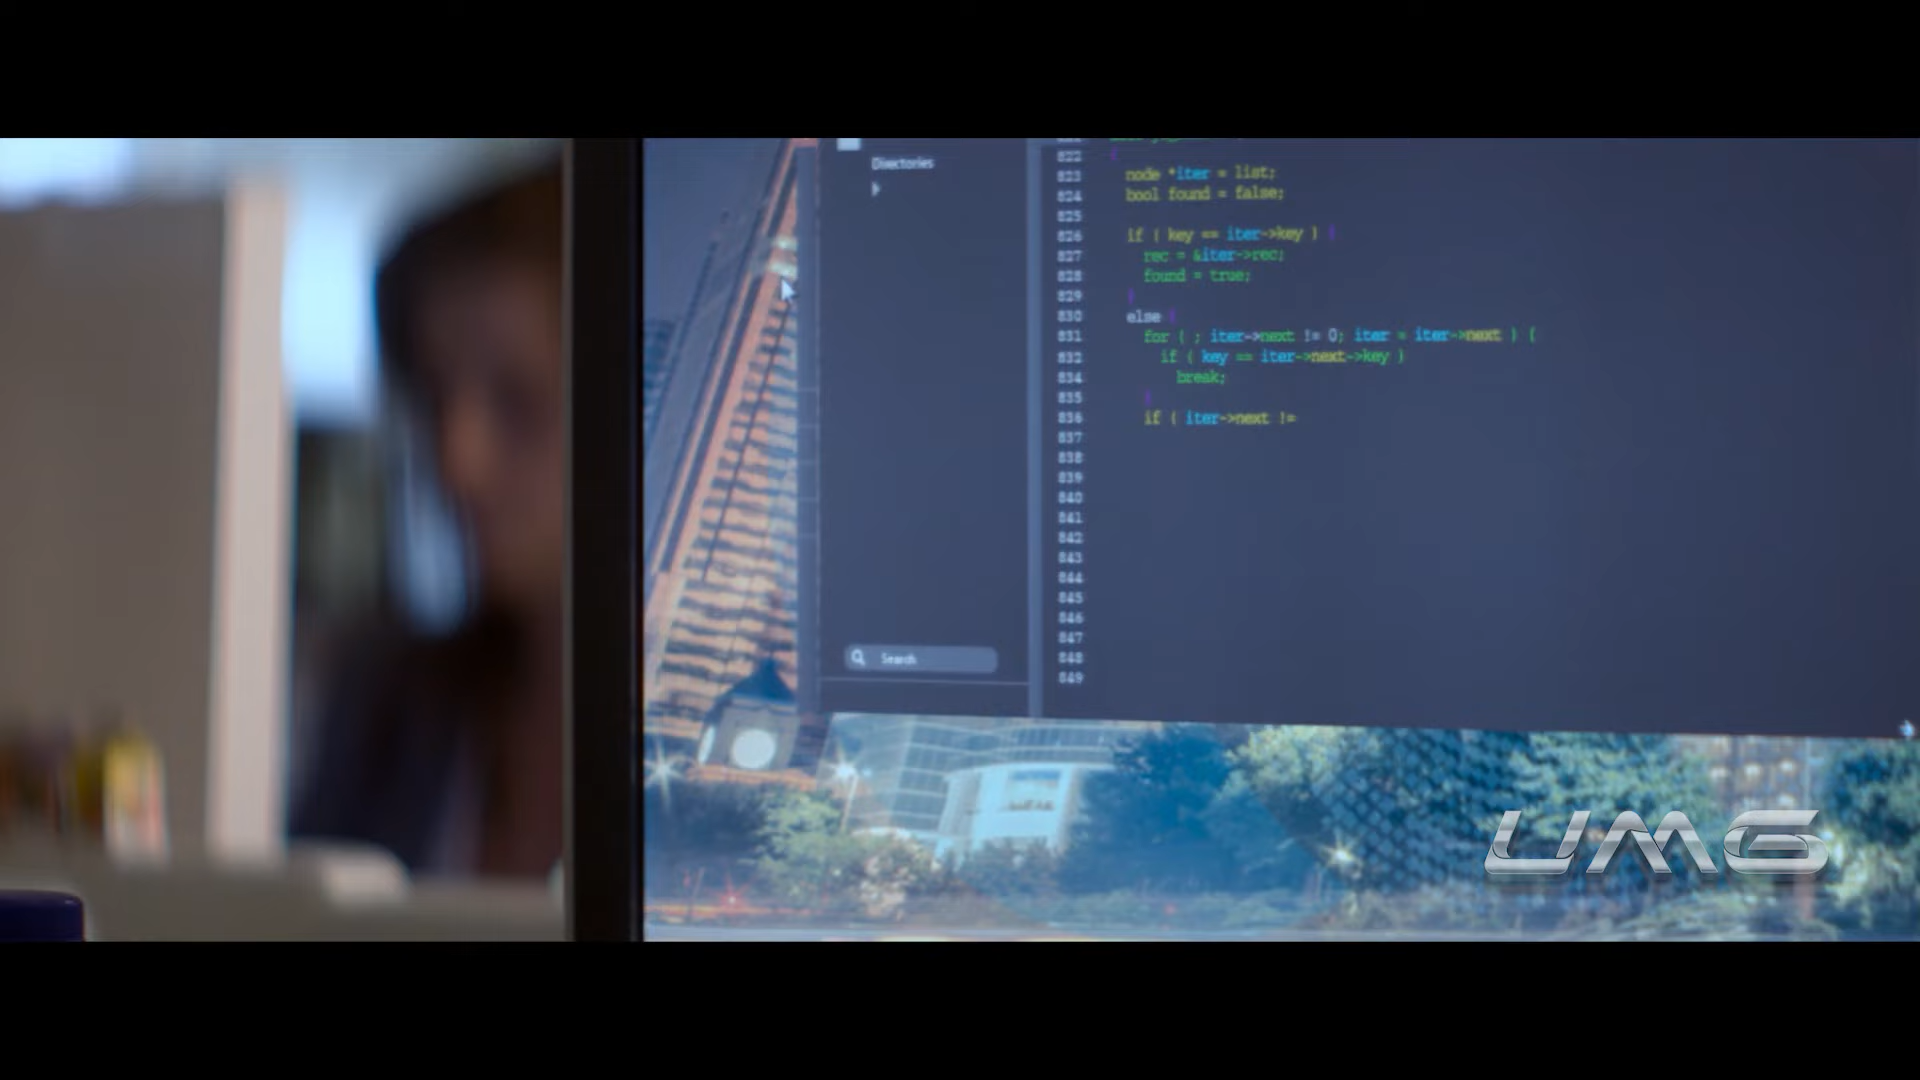 Directories
822 {
823 node *iter = list;
824 bool found = false;
825
826 if ( key == iter->key ) {
827 rec = &iter->rec;
828 found = true;
829 }
830 else {
831 for ( ; iter->next != 0; iter = iter->next ) {
832 if ( key == iter->next->key )
834 break;
835 }
836 if ( iter->next !=
837
838
839
840
841
842
843
844
845
846
847
848
849
Search
UMG